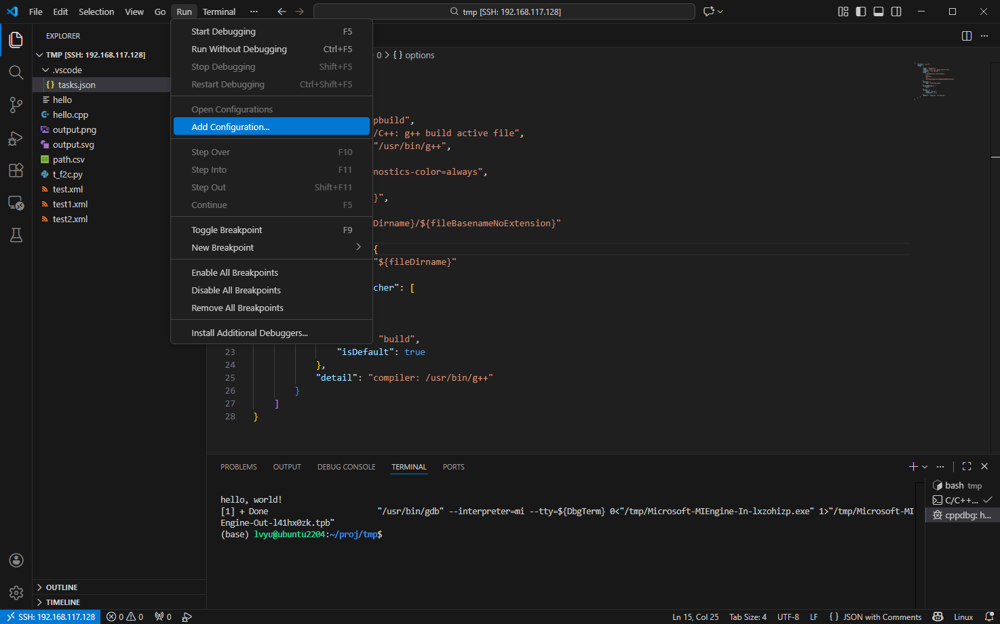 File Edit Selection View Go Run Terminal ···
tmp [SSH: 192.168.117.128]
EXPLORER
TMP [SSH: 192.168.117.128]
.vscode
{} tasks.json
hello
hello.cpp
output.png
output.svg
path.csv
t_f2c.py
test.xml
test1.xml
test2.xml
OUTLINE
TIMELINE
Start Debugging F5
Run Without Debugging Ctrl+F5
Stop Debugging Shift+F5
Restart Debugging Ctrl+Shift+F5
Open Configurations
Add Configuration...
Step Over F10
Step Into F11
Step Out Shift+F11
Continue F5
Toggle Breakpoint F9
New Breakpoint
Enable All Breakpoints
Disable All Breakpoints
Remove All Breakpoints
Install Additional Debuggers...
0 > {} options
pbuild",
/C++: g++ build active file",
"/usr/bin/g++",
nostics-color=always",
}",
Dirname}/${fileBasenameNoExtension}"
{
"${fileDirname}"
cher": [
"build",
23 "isDefault": true
24 },
25 "detail": "compiler: /usr/bin/g++"
26 }
27 ]
28 }
PROBLEMS OUTPUT DEBUG CONSOLE TERMINAL PORTS
hello, world!
[1] + Done "/usr/bin/gdb" --interpreter=mi --tty=${DbgTerm} 0<"/tmp/Microsoft-MIEngine-In-lxzohizp.exe" 1>"/tmp/Microsoft-MI
Engine-Out-l41hx0zk.tpb"
(base) lvyu@ubuntu2204:~/proj/tmp$
bash tmp
C/C++...
cppdbg: h...
SSH: 192.168.117.128 0 0 0 Ln 15, Col 25 Tab Size: 4 UTF-8 LF {} JSON with Comments Linux